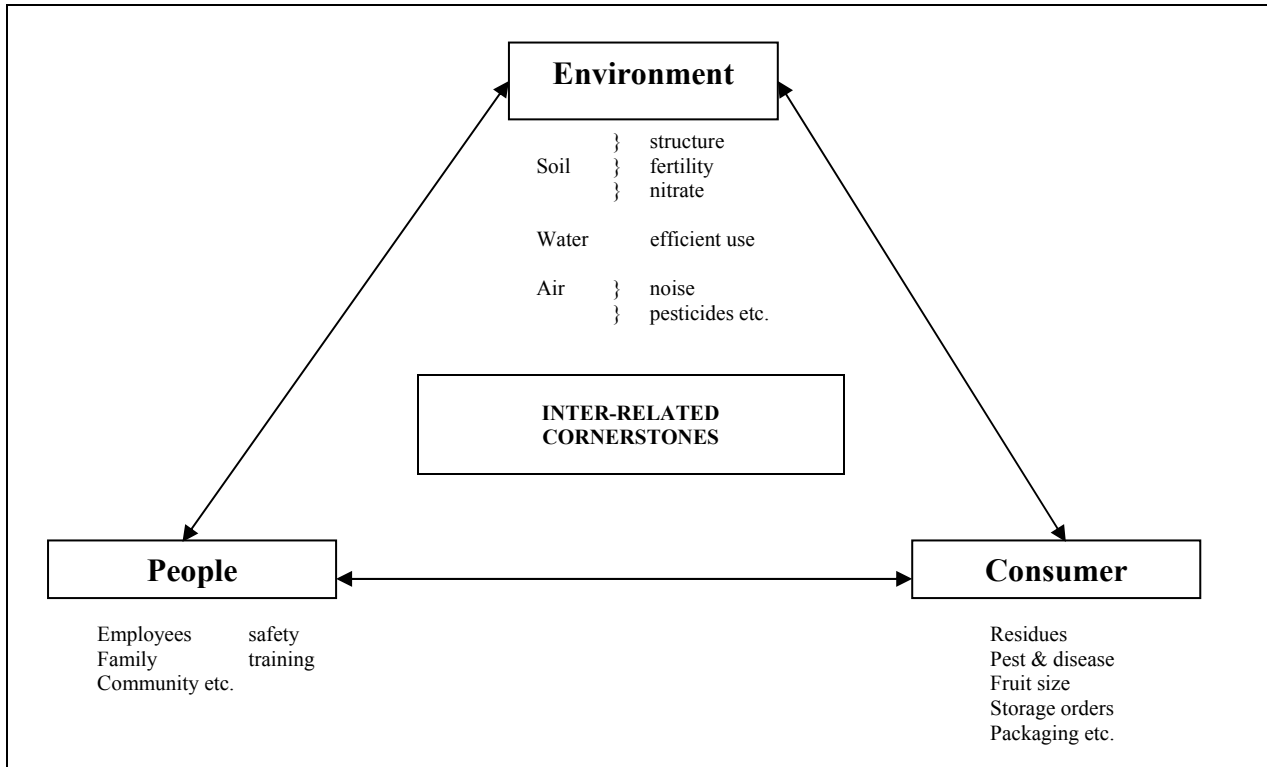 Environment
} structure
Soil } fertility
} nitrate
Water efficient use
Air } noise
} pesticides etc.
INTER-RELATED
CORNERSTONES
People
Employees safety
Family training
Community etc.
Consumer
Residues
Pest & disease
Fruit size
Storage orders
Packaging etc.